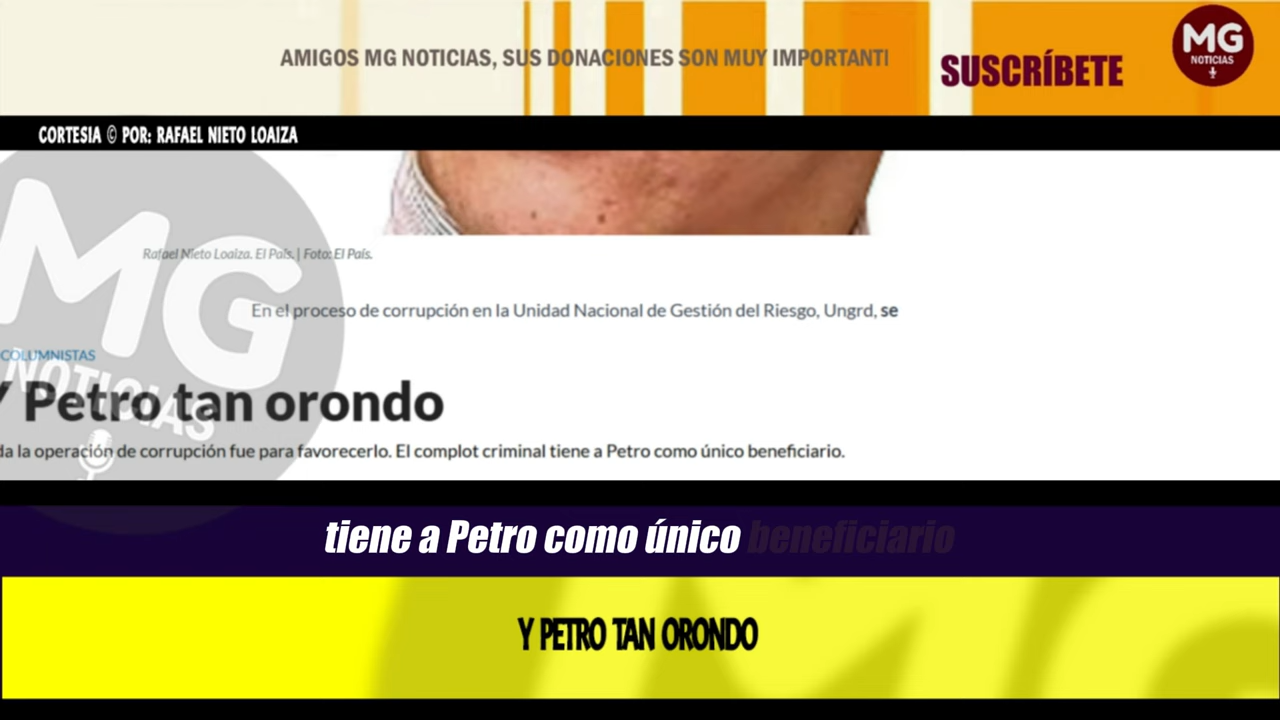 AMIGOS MG NOTICIAS, SUS DONACIONES SON MUY IMPORTANTI
SUSCRÍBETE
MG
NOTICIAS
CORTESIA © POR: RAFAEL NIETO LOAIZA
Rafael Nieto Loaiza. El País. | Foto: El País.
En el proceso de corrupción en la Unidad Nacional de Gestión del Riesgo, Ungrd, se
COLUMNISTAS
MG
NOTICIAS
Y Petro tan orondo
da la operación de corrupción fue para favorecerlo. El complot criminal tiene a Petro como único beneficiario.
tiene a Petro como único beneficiario
Y PETRO TAN ORONDO